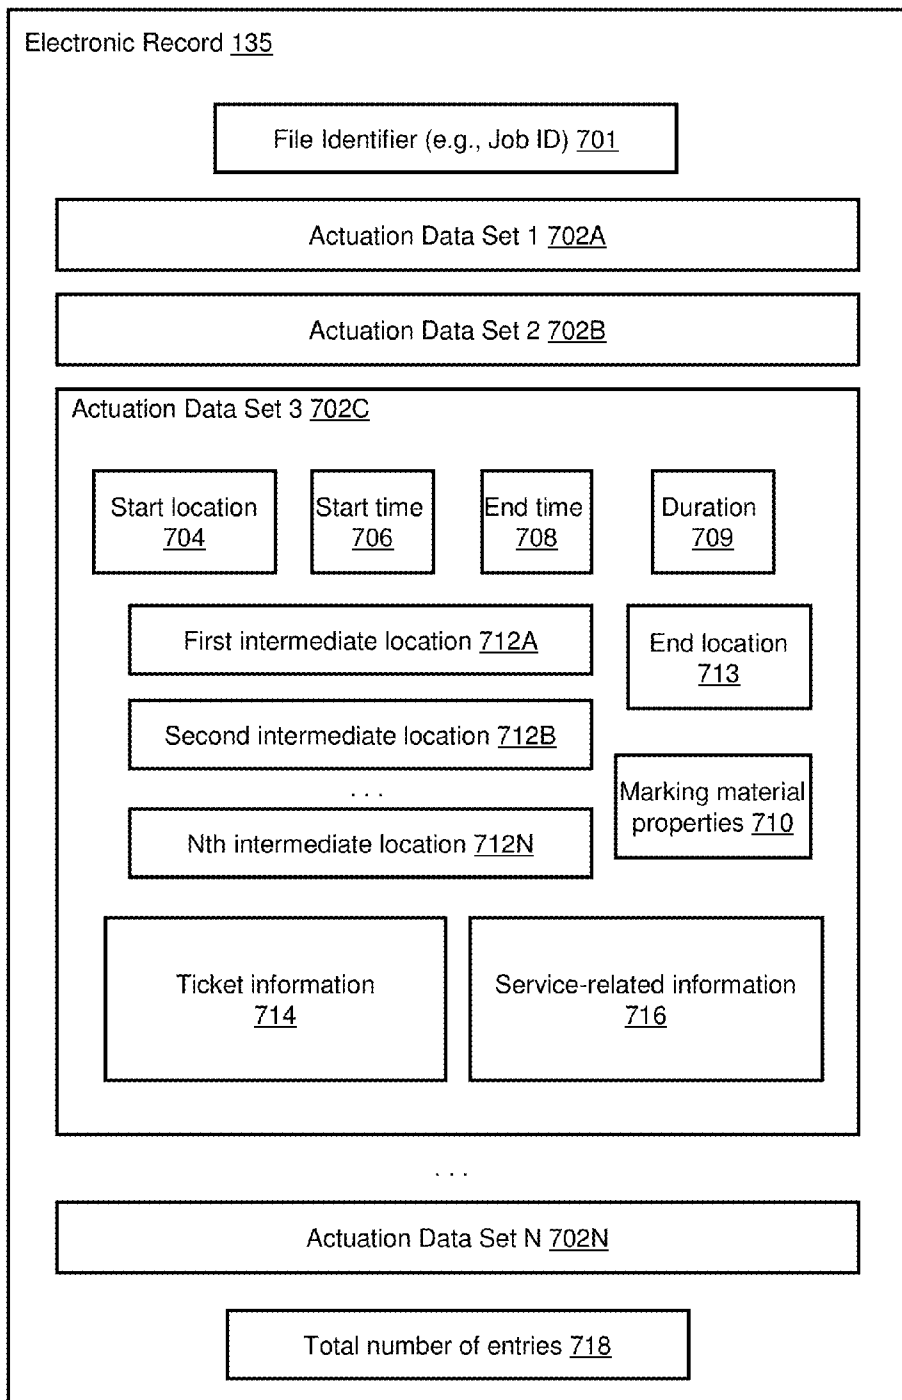 Electronic Record 135
File Identifier (e.g., Job ID) 701
Actuation Data Set 1 702A
Actuation Data Set 2 702B
Actuation Data Set 3 702C
Start location
704
Start time
706
End time
708
Duration
709
First intermediate location 712A
End location
713
Second intermediate location 712B
. . .
Marking material
properties 710
Nth intermediate location 712N
Ticket information
714
Service-related information
716
. . .
Actuation Data Set N 702N
Total number of entries 718